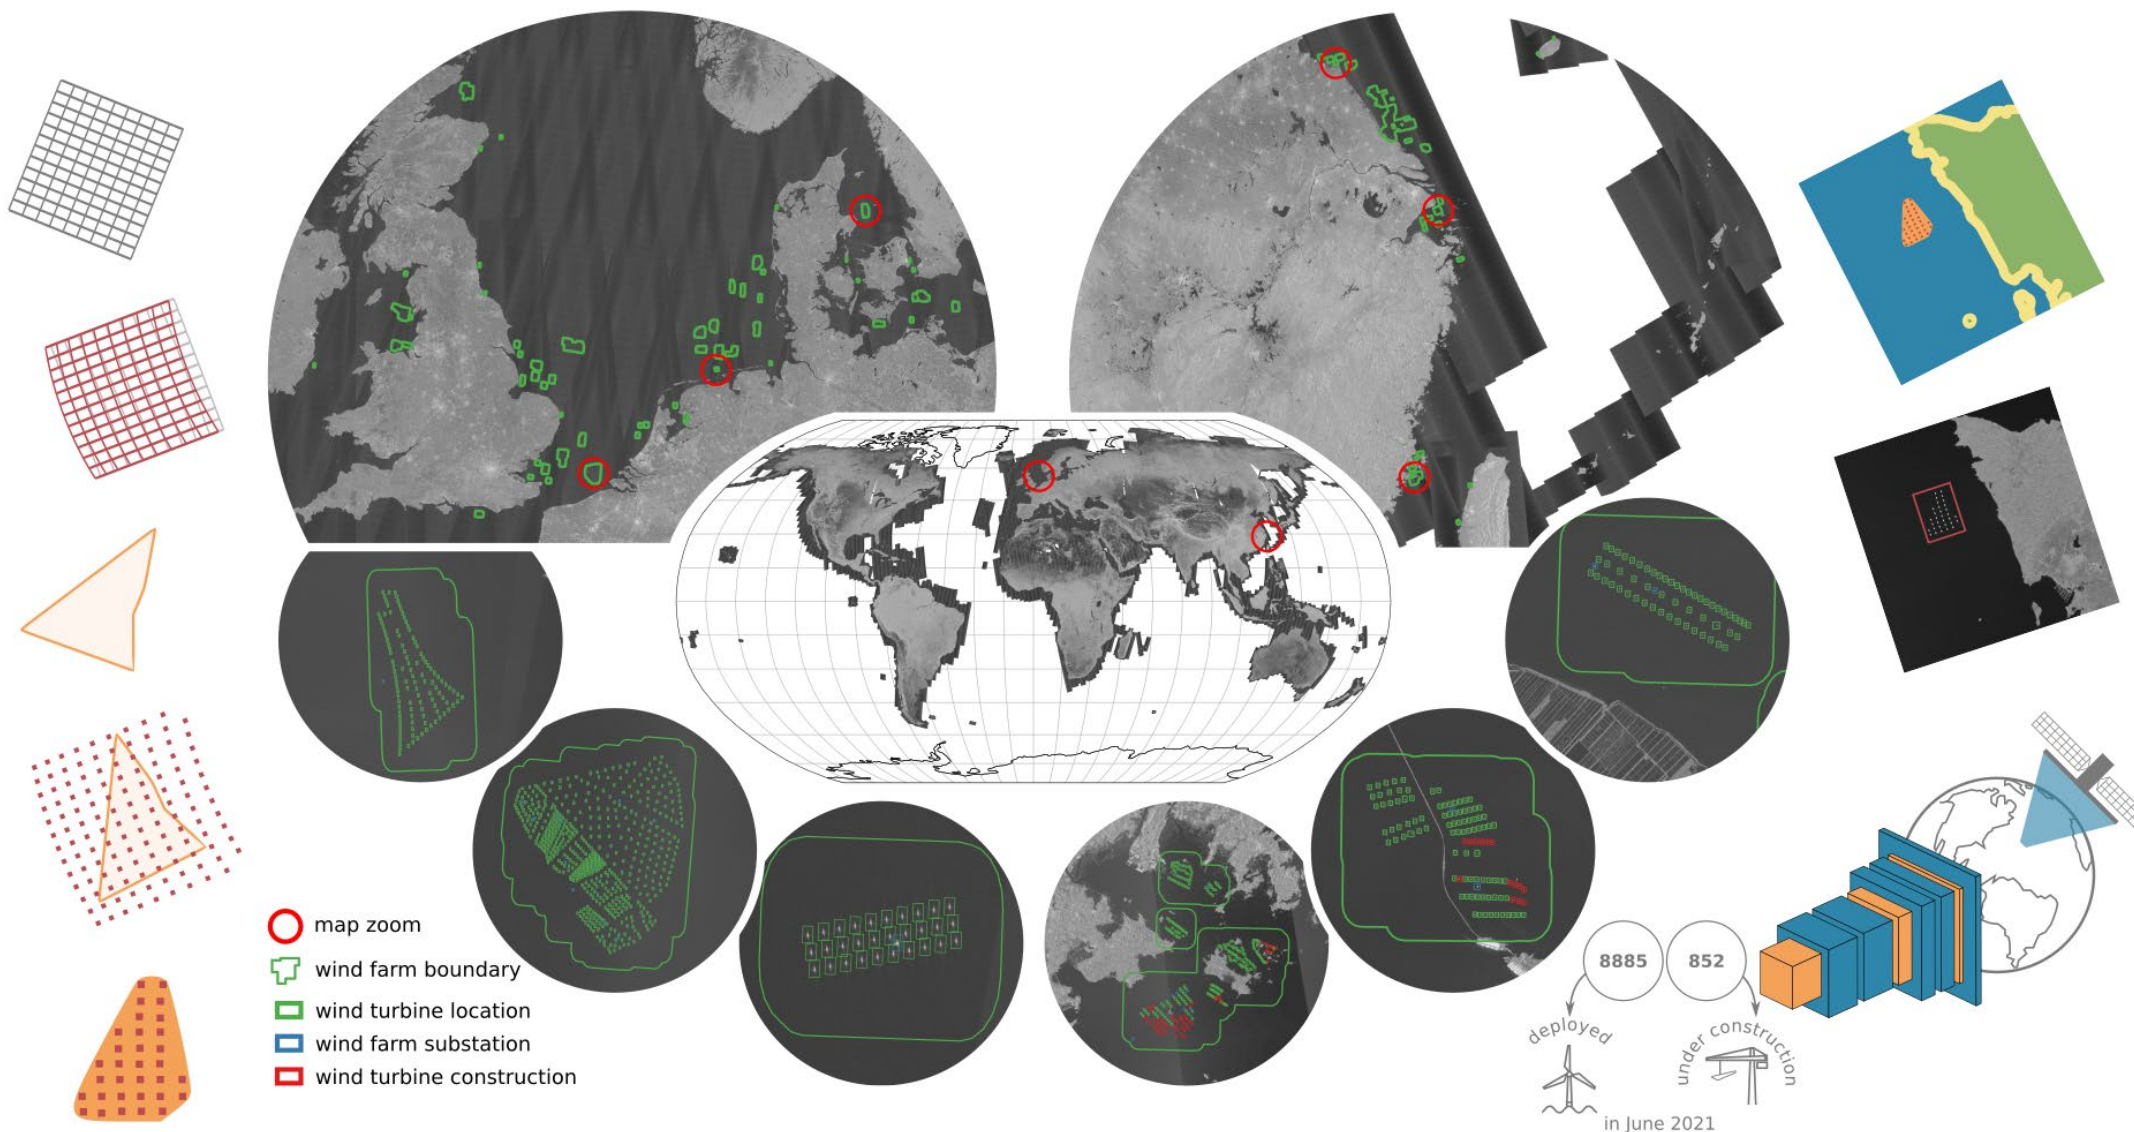 map zoom
wind farm boundary
wind turbine location
wind farm substation
wind turbine construction
8885
852
deployed
under construction
in June 2021